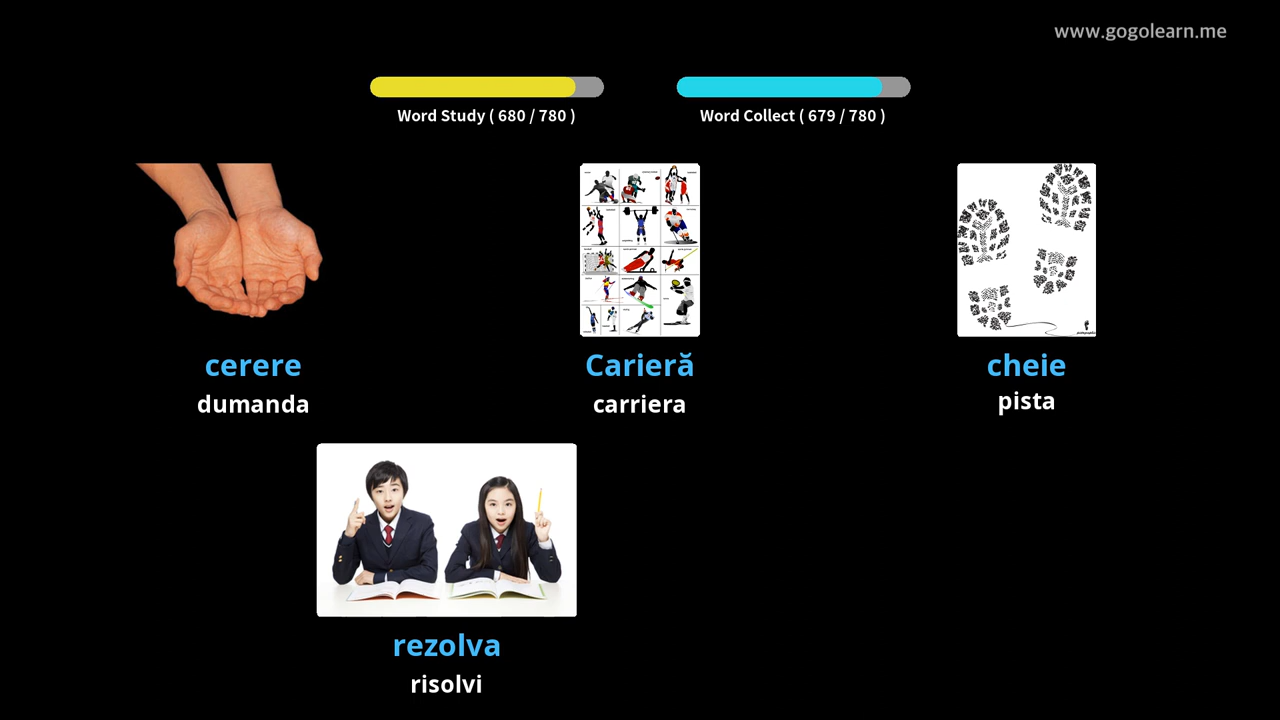 www.gogolearn.me
Word Study ( 680 / 780 )
Word Collect ( 679 / 780 )
cerere
dumanda
Carieră
carriera
cheie
pista
rezolva
risolvi